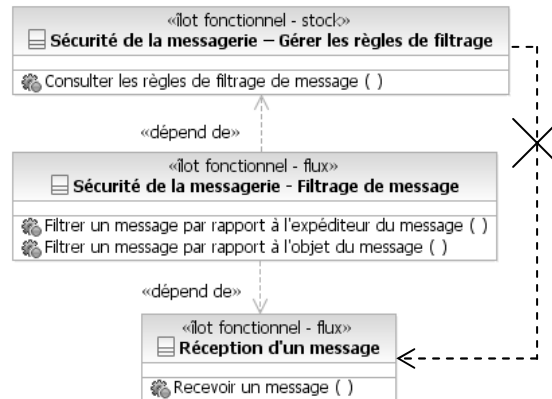 «îlot fonctionnel - stock»
Sécurité de la messagerie – Gérer les règles de filtrage
Consulter les règles de filtrage de message ( )
«dépend de»
«îlot fonctionnel - flux»
Sécurité de la messagerie - Filtrage de message
Filtrer un message par rapport à l'expéditeur du message ( )
Filtrer un message par rapport à l'objet du message ( )
«dépend de»
«îlot fonctionnel - flux»
Réception d'un message
Recevoir un message ( )